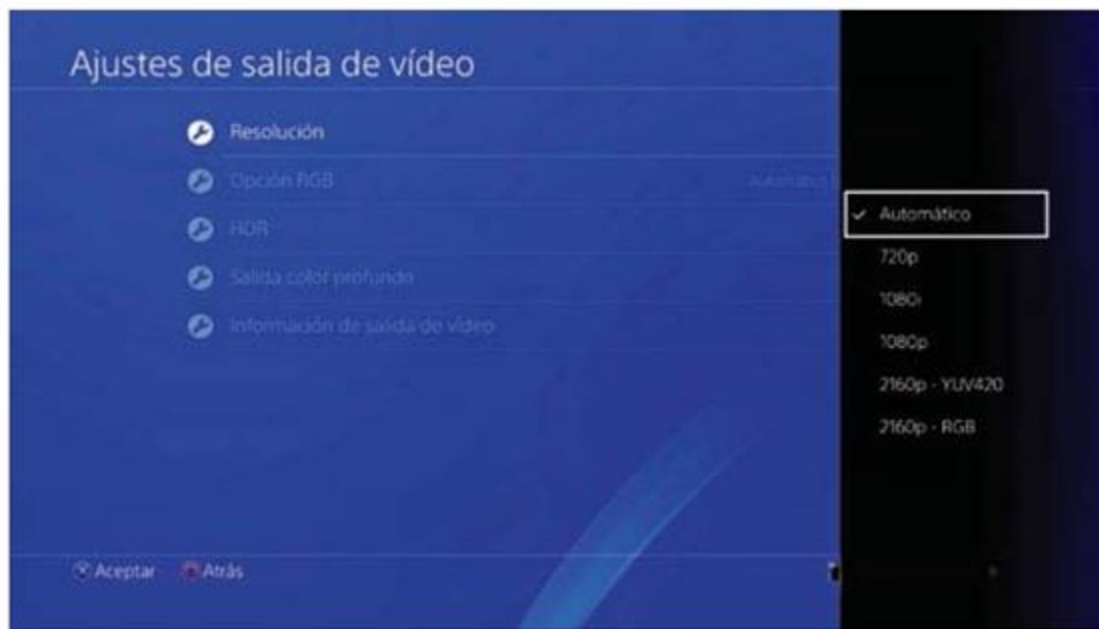 Ajustes de salida de vídeo
Resolución
Opción RGB
Automático
HDR
Salida color profundo
Información de salida de vídeo
Automático
720p
1080i
1080p
2160p - YUV420
2160p - RGB
Aceptar
Atrás